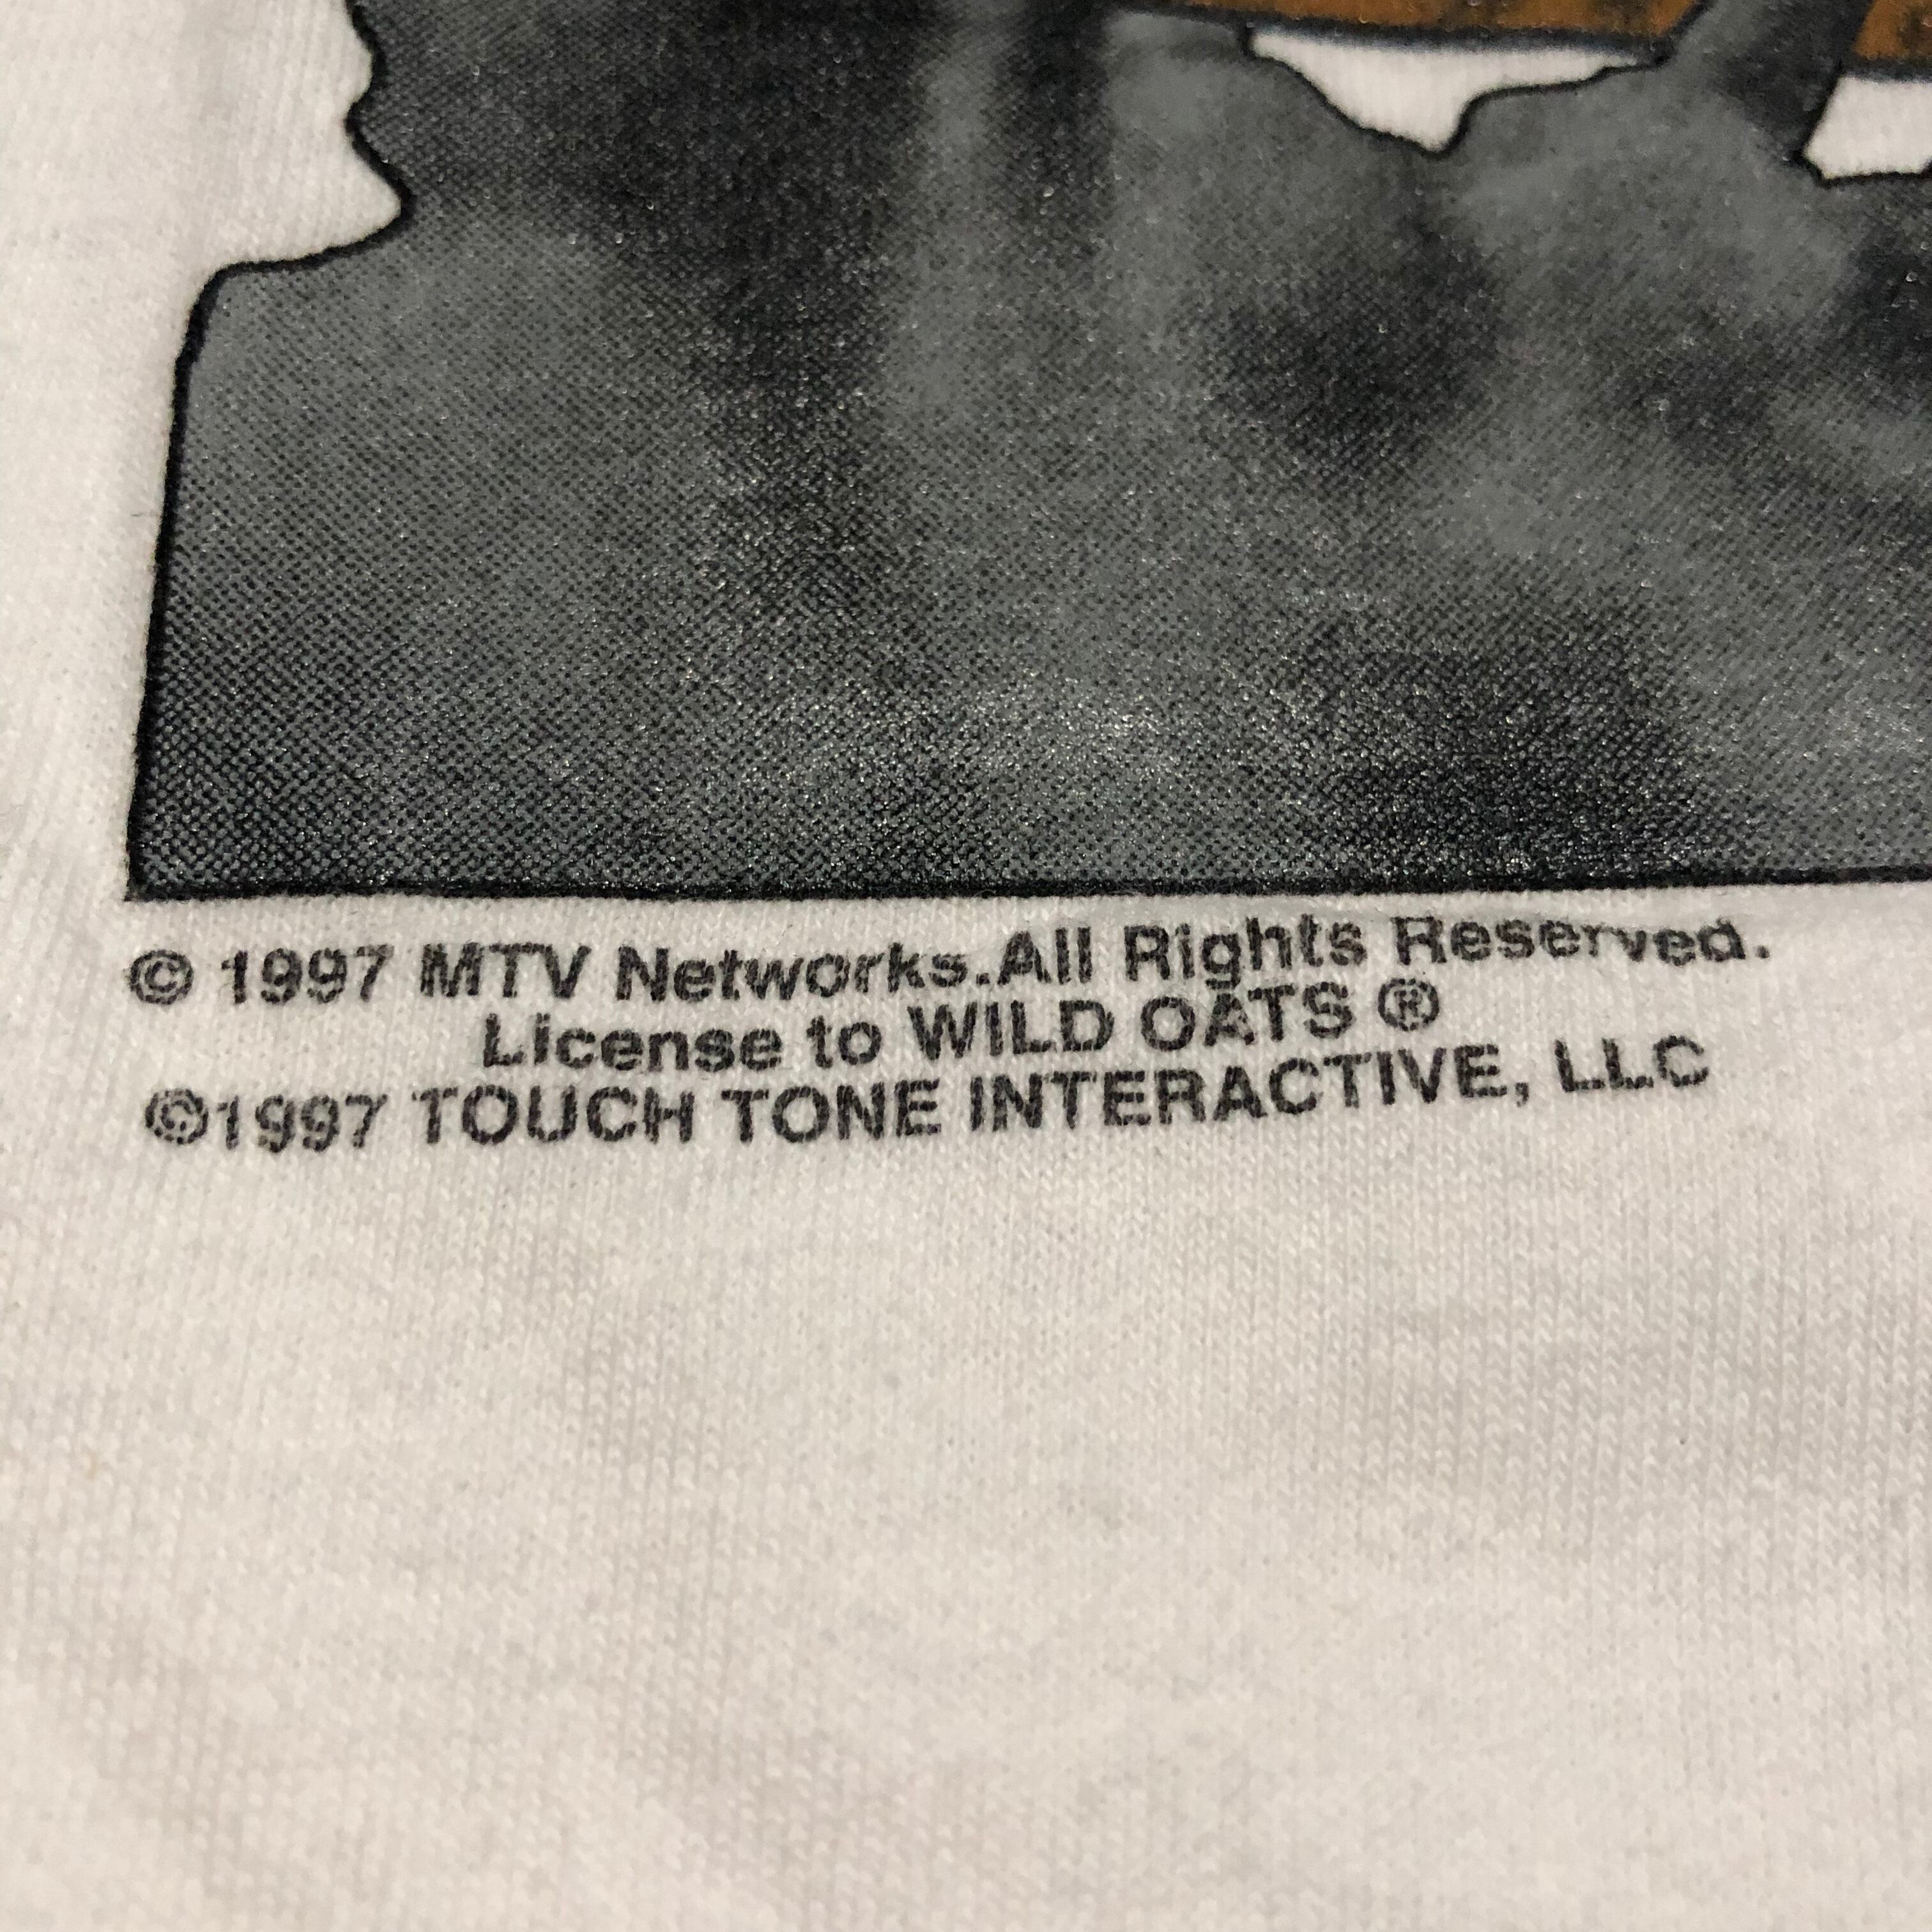 © 1997 MTV Networks.All Rights Reserved.
License to WILD OATS ®
©1997 TOUCH TONE INTERACTIVE, LLC